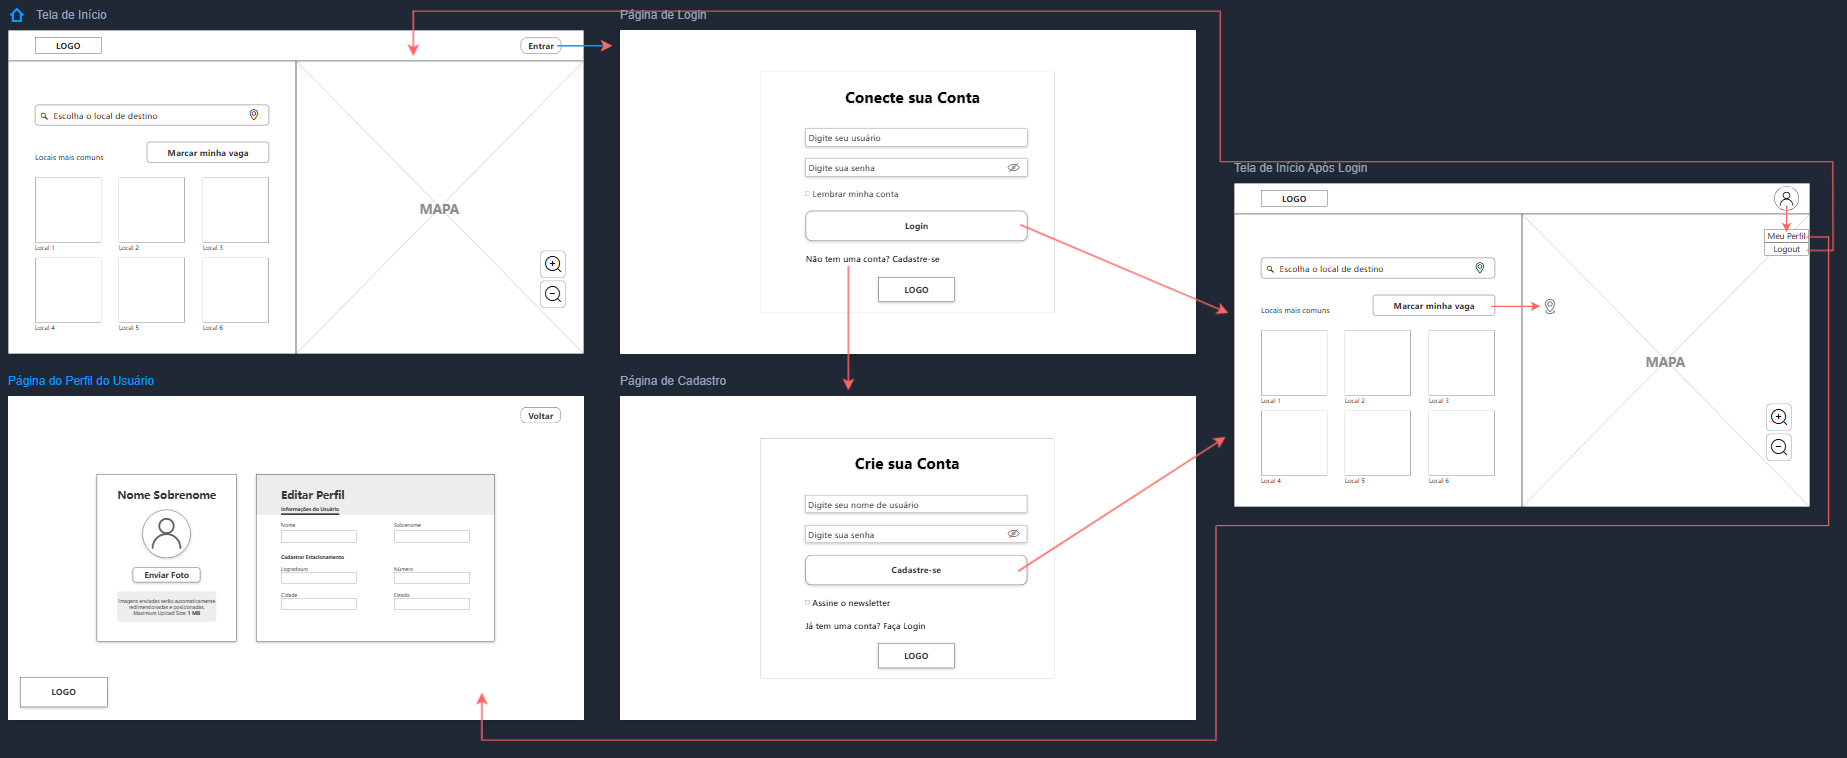 Tela de Início
LOGO
Entrar
Escolha o local de destino
Locais mais comuns
Marcar minha vaga
Local 1
Local 2
Local 3
Local 4
Local 5
Local 6
MAPA
Página de Login
Conecte sua Conta
Digite seu usuário
Digite sua senha
Lembrar minha conta
Login
Não tem uma conta? Cadastre-se
LOGO
Tela de Início Após Login
LOGO
Meu Perfil
Logout
Escolha o local de destino
Locais mais comuns
Marcar minha vaga
Local 1
Local 2
Local 3
Local 4
Local 5
Local 6
MAPA
Página do Perfil do Usuário
Voltar
Nome Sobrenome
Enviar Foto
Imagens enviadas serão automaticamente
redimensionadas e posicionadas.
Maximum Upload Size: 1 MB
Editar Perfil
Informações do Usuário
Nome
Sobrenome
Cadastrar Estacionamento
Logradouro
Número
Cidade
Estado
LOGO
Página de Cadastro
Crie sua Conta
Digite seu nome de usuário
Digite sua senha
Cadastre-se
Assine o newsletter
Já tem uma conta? Faça Login
LOGO